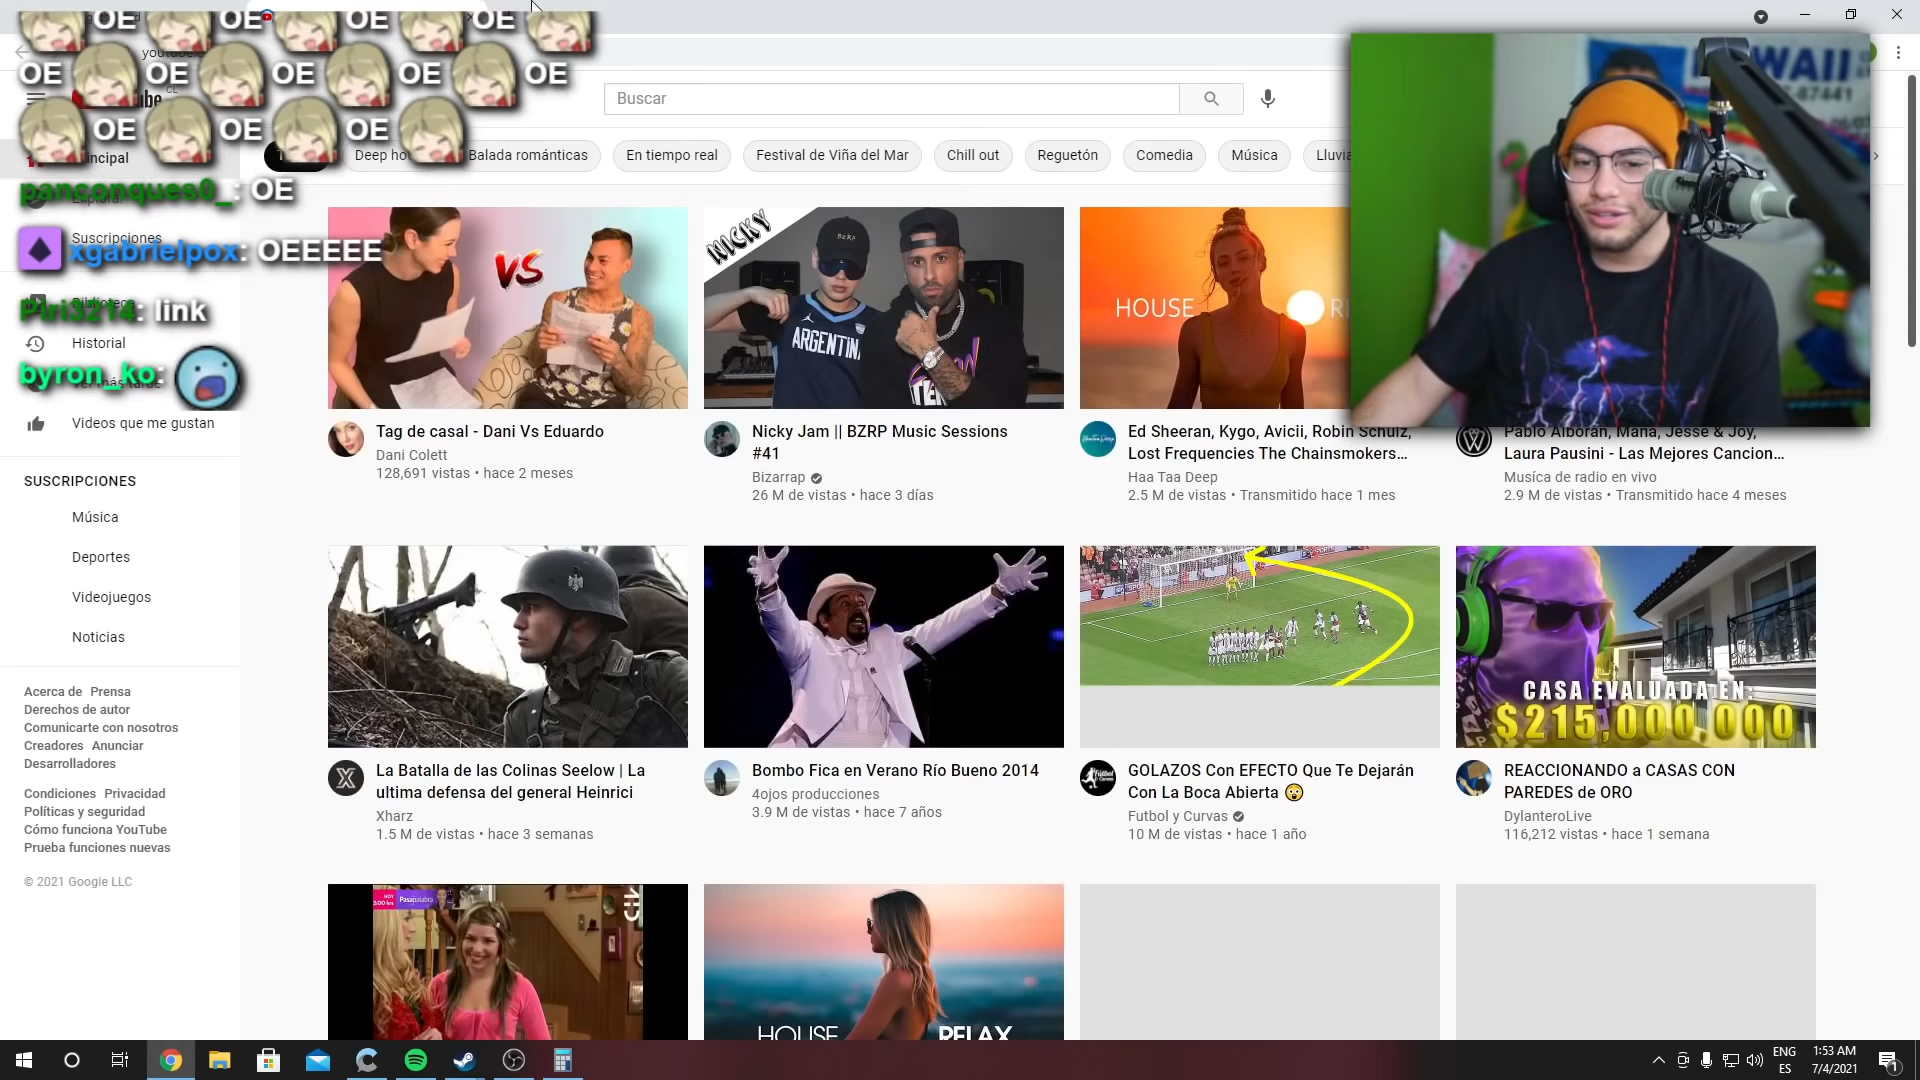 OE OE OE OE
OE OE OE OE OE
OE OE OE
panconques0_: OE
xgabrielpox: OEEEEE
Piri3214: link
byron_ko:
CL
Suscripciones
Historial
Videos que me gustan
SUSCRIPCIONES
Música
Deportes
Videojuegos
Noticias
Acerca de Prensa
Derechos de autor
Comunicarte con nosotros
Creadores Anunciar
Desarrolladores
Condiciones Privacidad
Políticas y seguridad
Cómo funciona YouTube
Prueba funciones nuevas
© 2021 Google LLC
Buscar
Balada románticas
En tiempo real
Festival de Viña del Mar
Chill out
Reguetón
Comedia
Música
VS
NICKY
BZRP
ARGENTINA
HOUSE
WAII
87441
Tag de casal - Dani Vs Eduardo
Dani Colett
128,691 vistas • hace 2 meses
Nicky Jam || BZRP Music Sessions
#41
Bizarrap
26 M de vistas • hace 3 días
Ed Sheeran, Kygo, Avicii, Robin Schulz,
Lost Frequencies The Chainsmokers...
Haa Taa Deep
2.5 M de vistas • Transmitido hace 1 mes
Pablo Alborán, Maná, Jesse & Joy,
Laura Pausini - Las Mejores Cancion...
Musíca de radio en vivo
2.9 M de vistas • Transmitido hace 4 meses
CASA EVALUADA EN:
$215,000 000
La Batalla de las Colinas Seelow | La
ultima defensa del general Heinrici
Xharz
1.5 M de vistas • hace 3 semanas
Bombo Fica en Verano Río Bueno 2014
4ojos producciones
3.9 M de vistas • hace 7 años
GOLAZOS Con EFECTO Que Te Dejarán
Con La Boca Abierta 😲
Futbol y Curvas
10 M de vistas • hace 1 año
REACCIONANDO a CASAS CON
PAREDES de ORO
DylanteroLive
116,212 vistas • hace 1 semana
HOY
Pasapalabra
HOUSE RELAX
ENG
ES
1:53 AM
7/4/2021
1